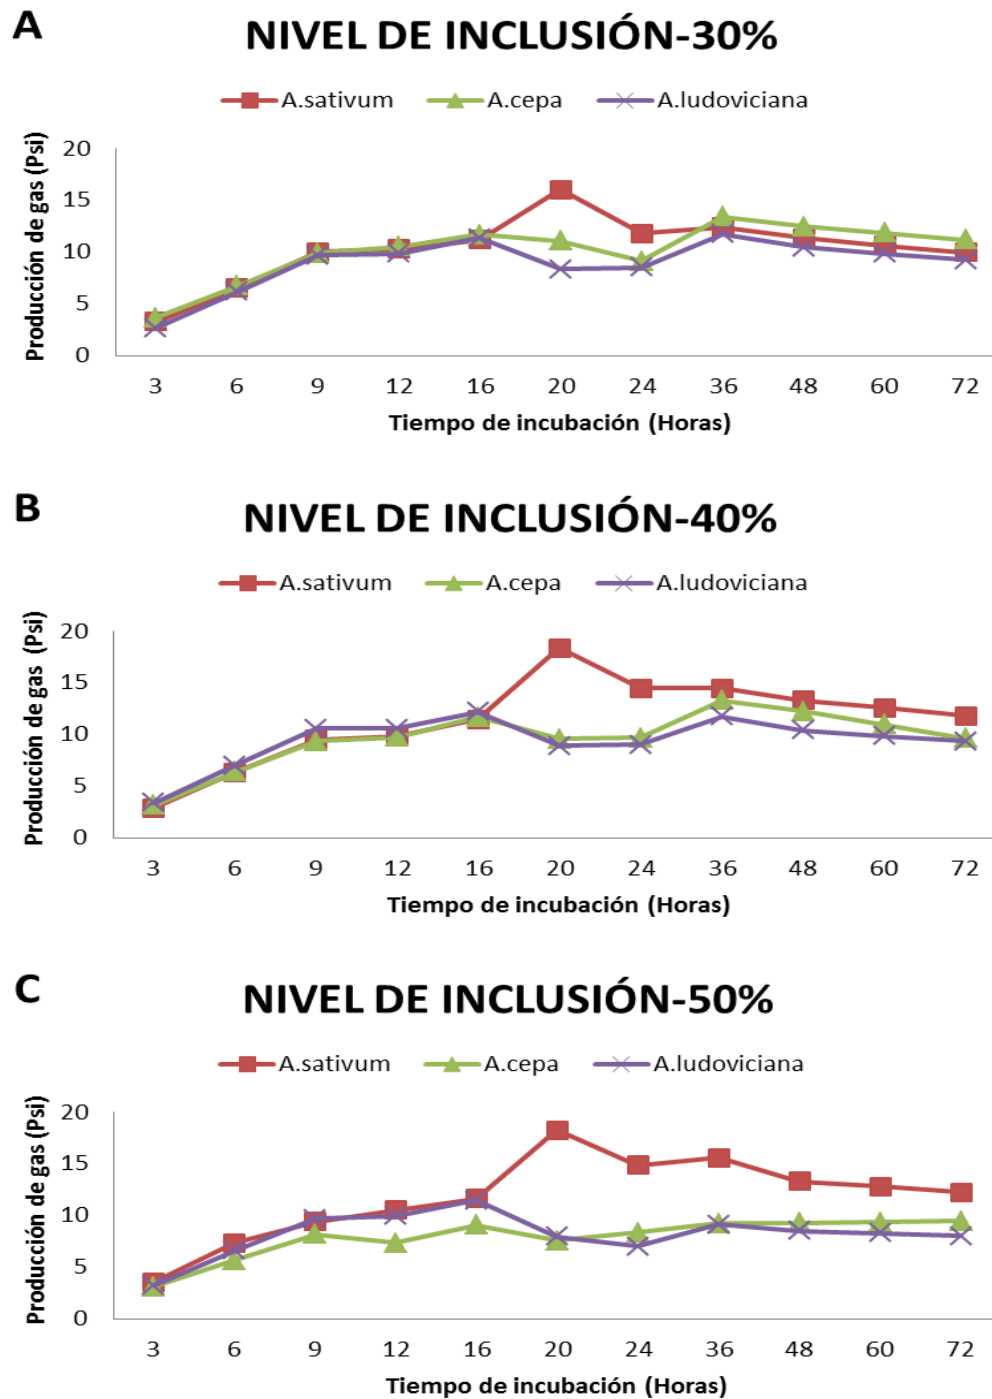 A
NIVEL DE INCLUSIÓN-30%
A.sativum A.cepa A.ludoviciana
Producción de gas (Psi)
20
15
10
5
0
3 6 9 12 16 20 24 36 48 60 72
Tiempo de incubación (Horas)
B
NIVEL DE INCLUSIÓN-40%
A.sativum A.cepa A.ludoviciana
Producción de gas (Psi)
20
15
10
5
0
3 6 9 12 16 20 24 36 48 60 72
Tiempo de incubación (Horas)
C
NIVEL DE INCLUSIÓN-50%
A.sativum A.cepa A.ludoviciana
Producción de gas (Psi)
20
15
10
5
0
3 6 9 12 16 20 24 36 48 60 72
Tiempo de incubación (Horas)